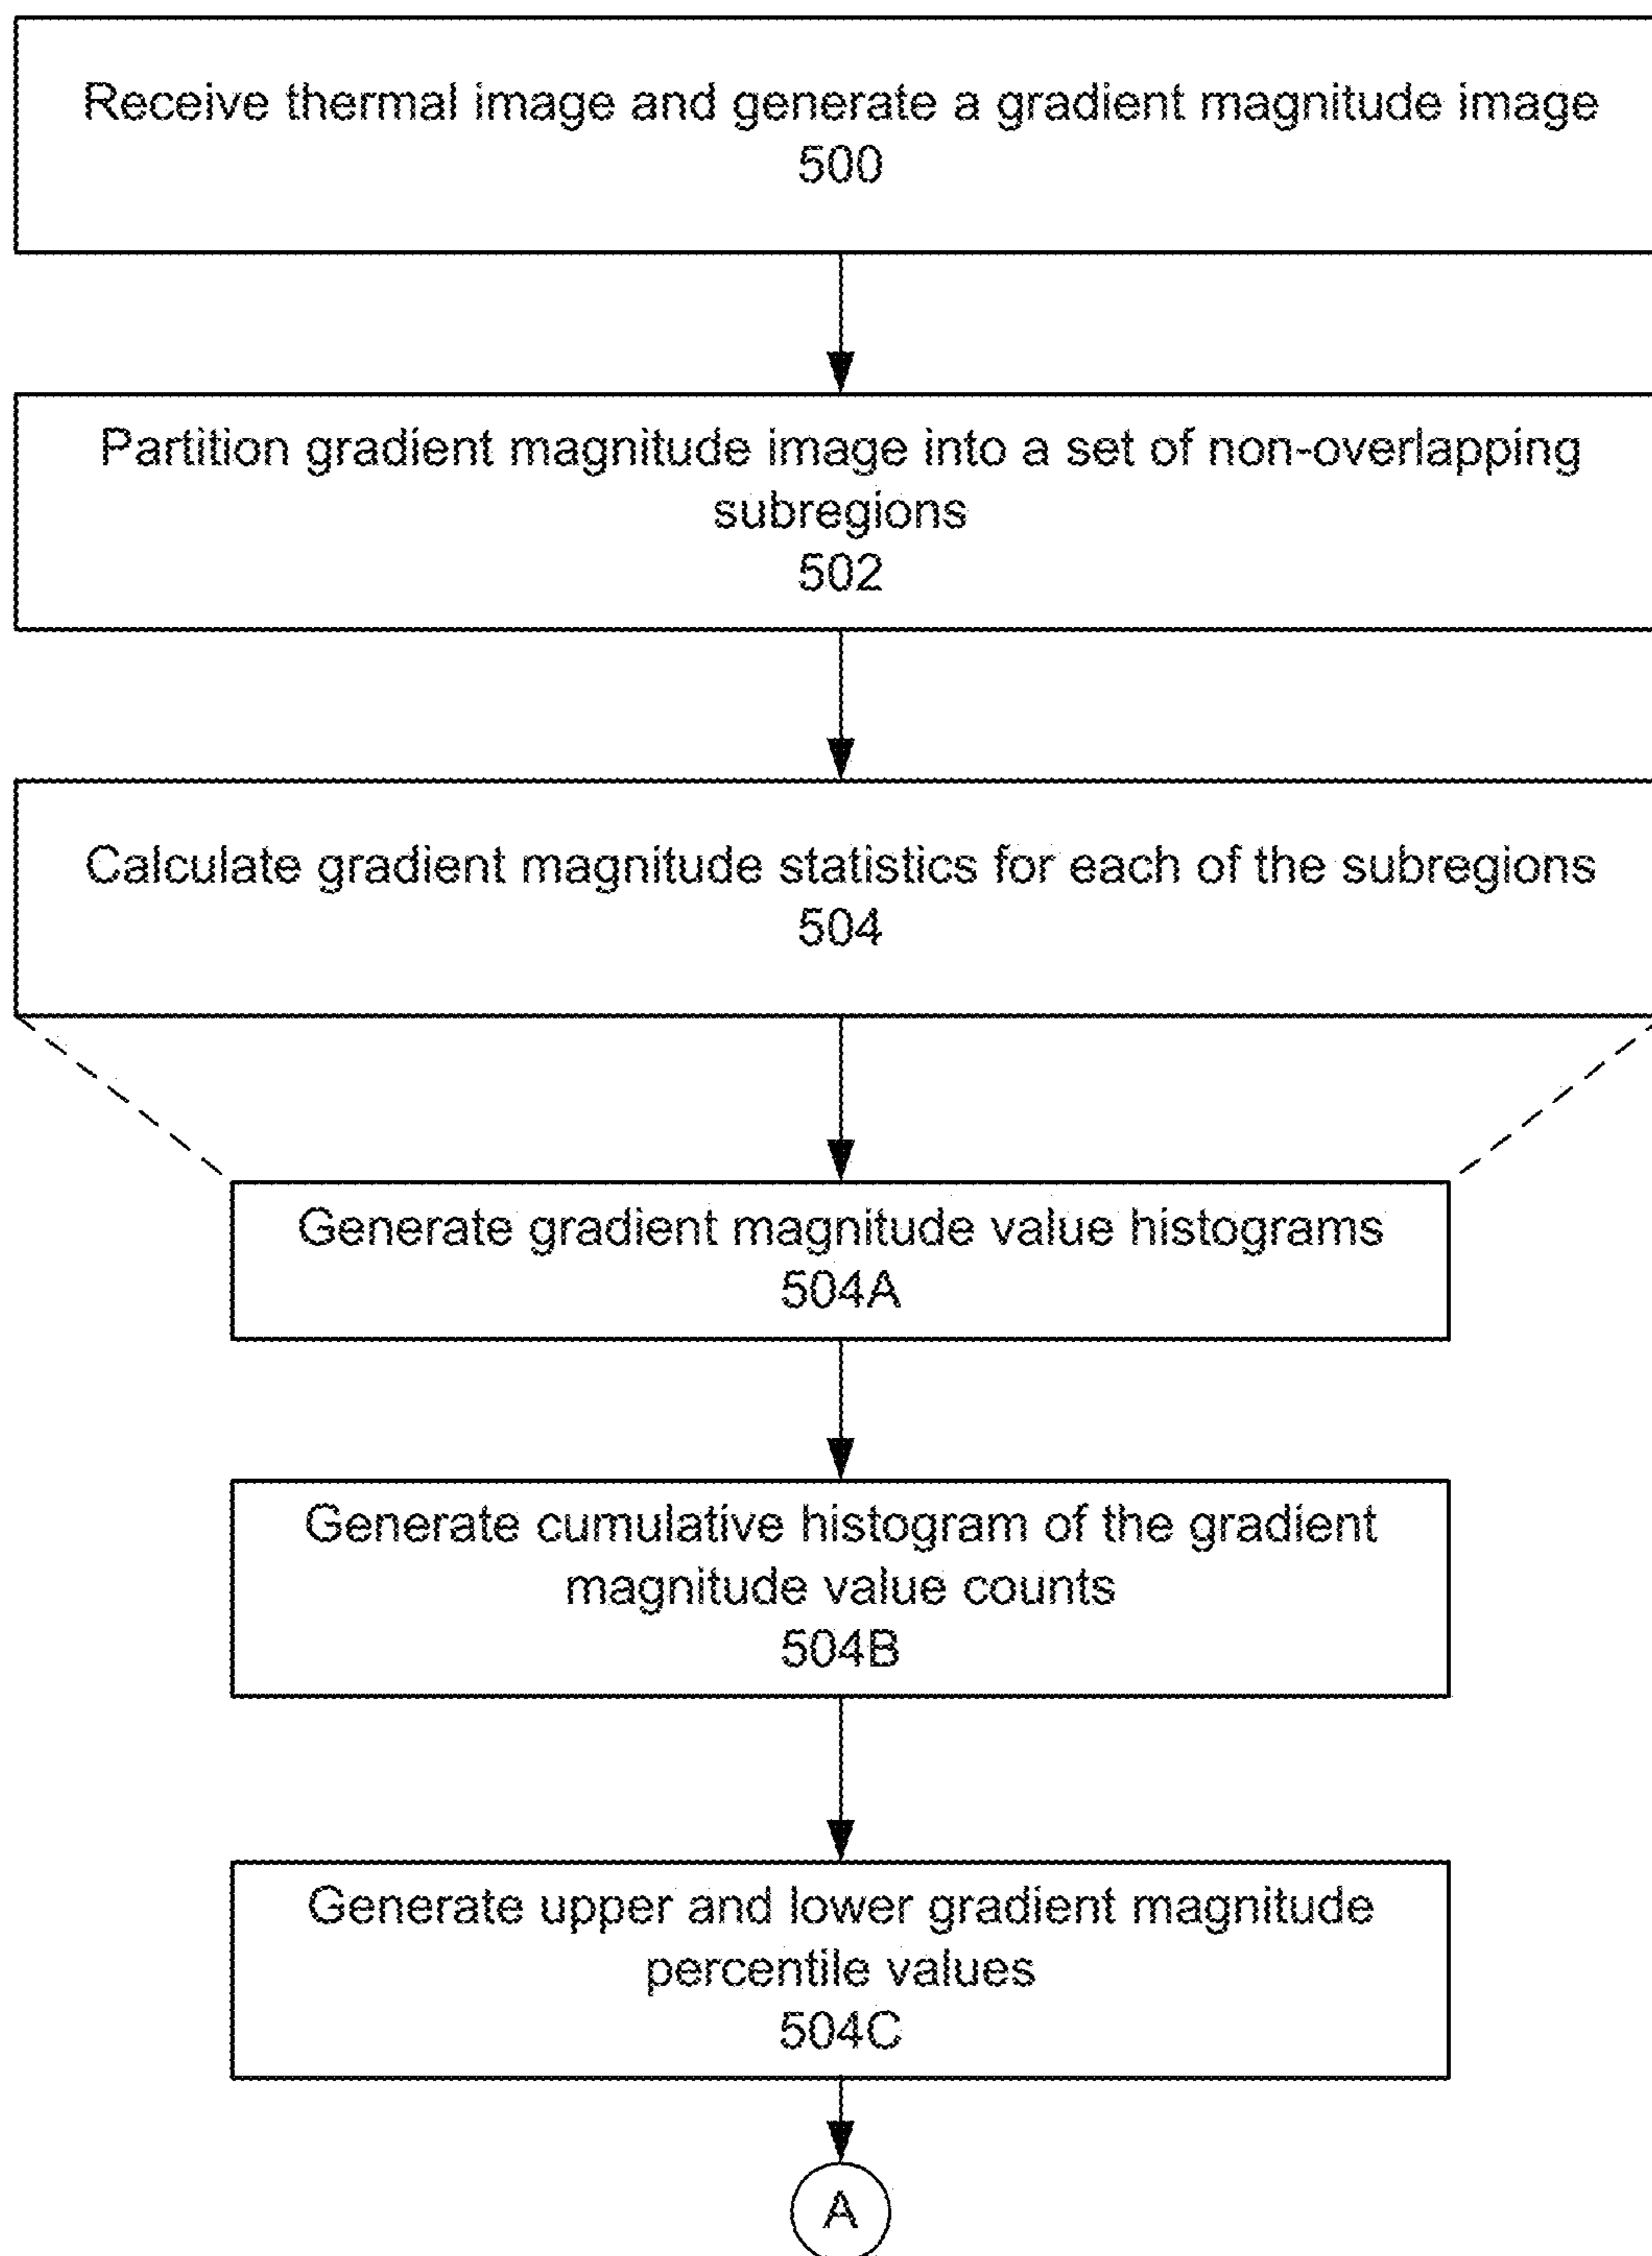 Receive thermal image and generate a gradient magnitude image
500
Partition gradient magnitude image into a set of non-overlapping
subregions
502
Calculate gradient magnitude statistics for each of the subregions
504
Generate gradient magnitude value histograms
504A
Generate cumulative histogram of the gradient
magnitude value counts
504B
Generate upper and lower gradient magnitude
percentile values
504C
A